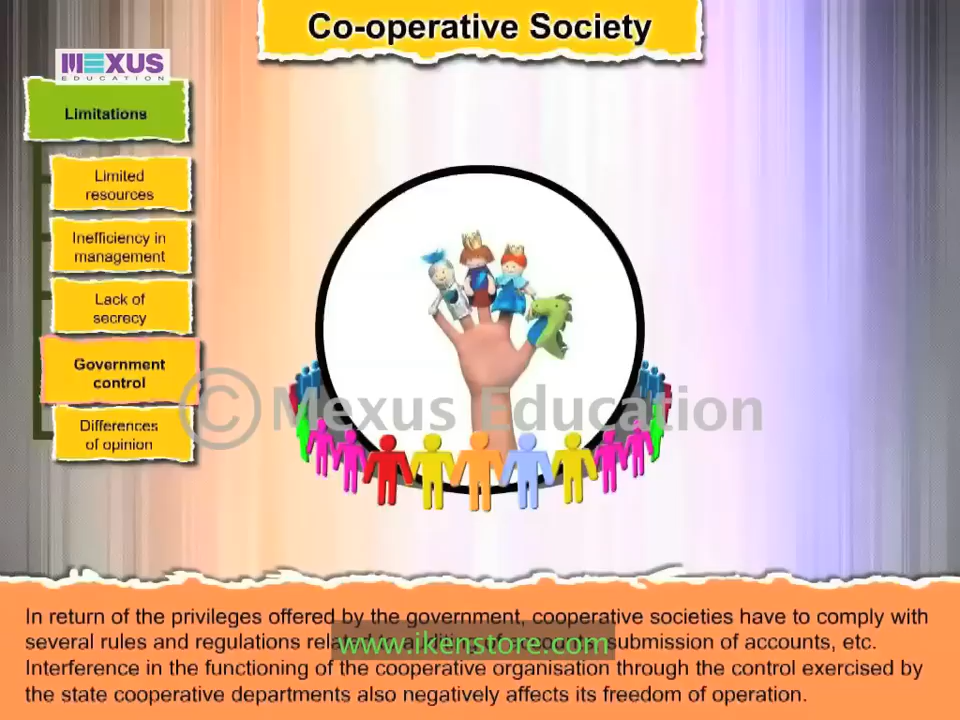 Co-operative Society
MEXUS
EDUCATION
Limitations
Limited
resources
Inefficiency in
management
Lack of
secrecy
Government
control
Differences
of opinion
© Mexus Education
In return of the privileges offered by the government, cooperative societies have to comply with
several rules and regulations submission of accounts, etc.
www.ikenstore.com
Interference in the functioning of the cooperative organisation through the control exercised by
the state cooperative departments also negatively affects its freedom of operation.